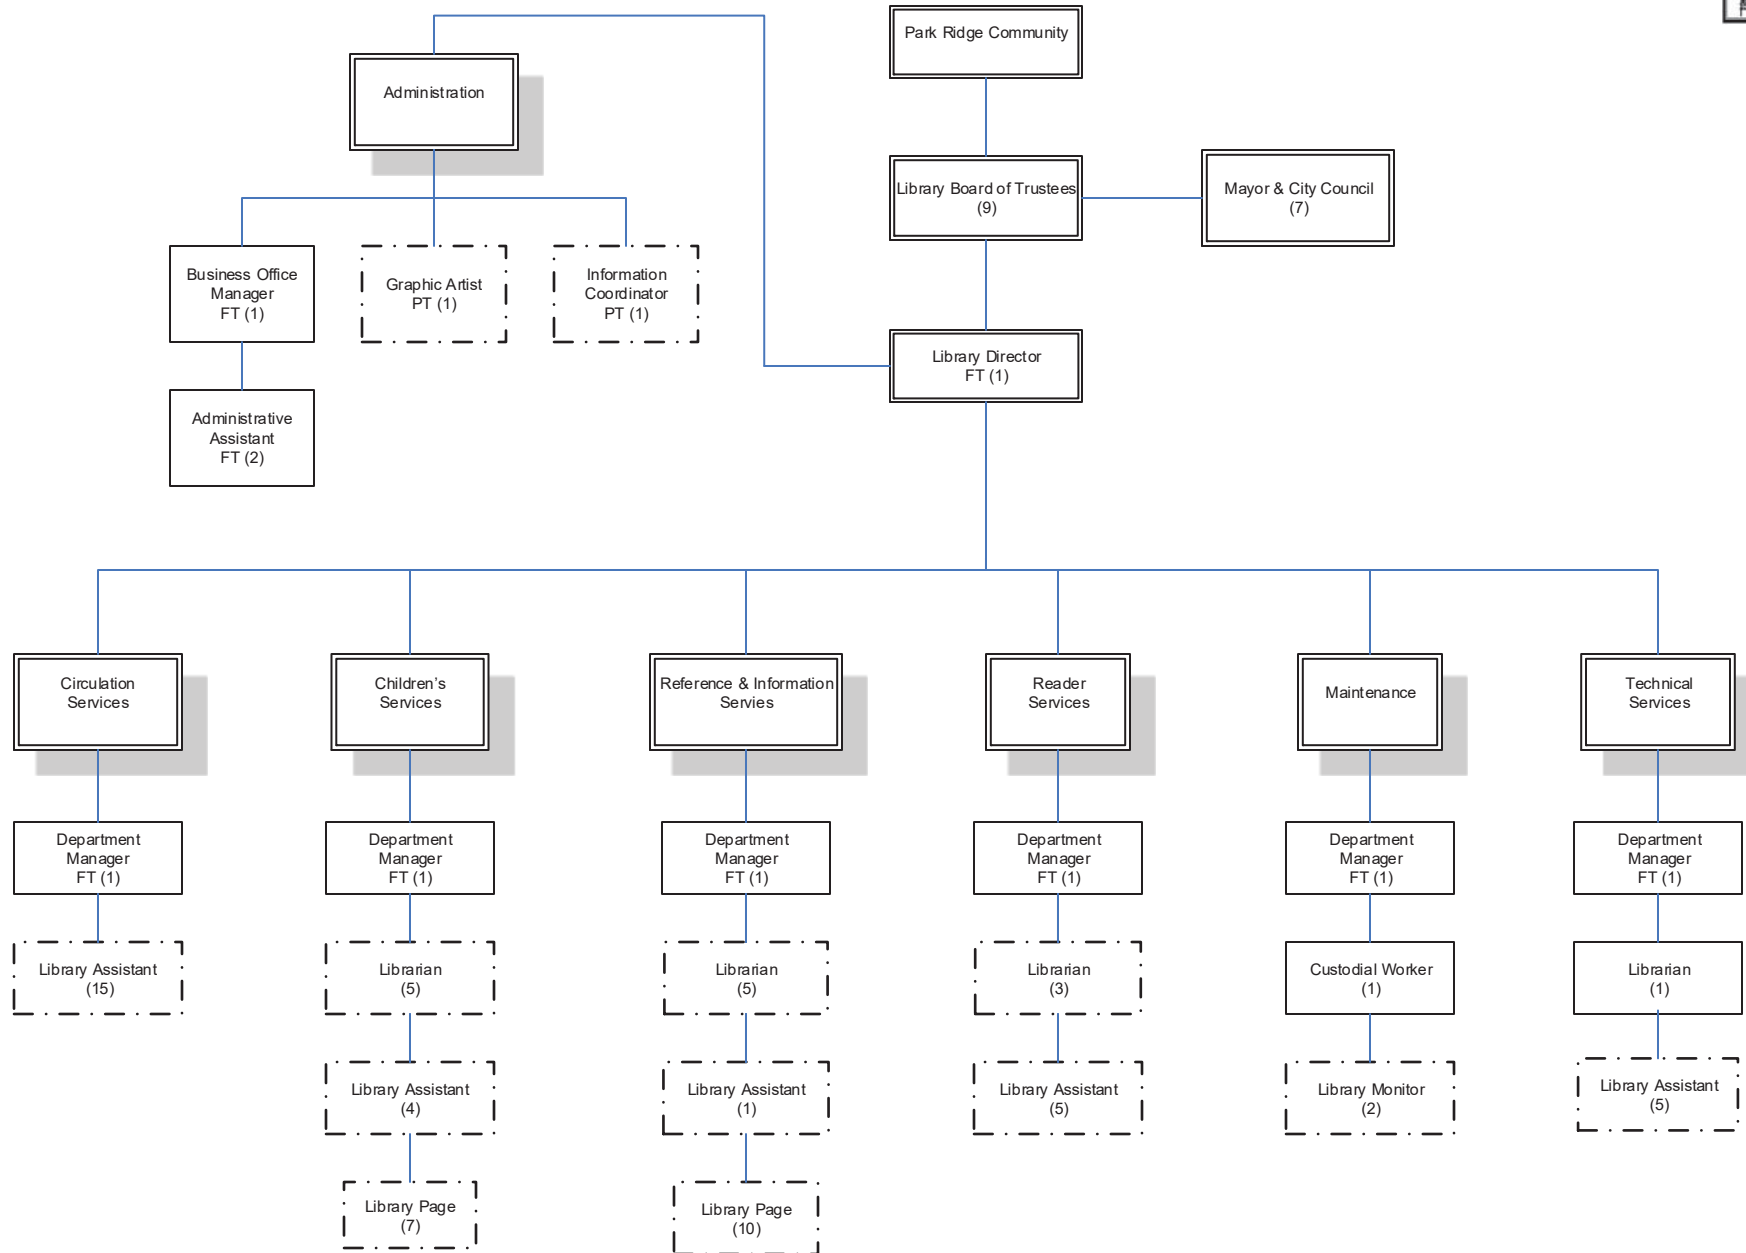 Park Ridge Community
Administration
Library Board of Trustees
(9)
Mayor & City Council
(7)
Business Office
Manager
FT (1)
Graphic Artist
PT (1)
Information
Coordinator
PT (1)
Library Director
FT (1)
Administrative
Assistant
FT (2)
Circulation
Services
Children's
Services
Reference & Information
Servies
Reader
Services
Maintenance
Technical
Services
Department
Manager
FT (1)
Department
Manager
FT (1)
Department
Manager
FT (1)
Department
Manager
FT (1)
Department
Manager
FT (1)
Department
Manager
FT (1)
Library Assistant
(15)
Librarian
(5)
Librarian
(5)
Librarian
(3)
Custodial Worker
(1)
Librarian
(1)
Library Assistant
(4)
Library Assistant
(1)
Library Assistant
(5)
Library Monitor
(2)
Library Assistant
(5)
Library Page
(7)
Library Page
(10)